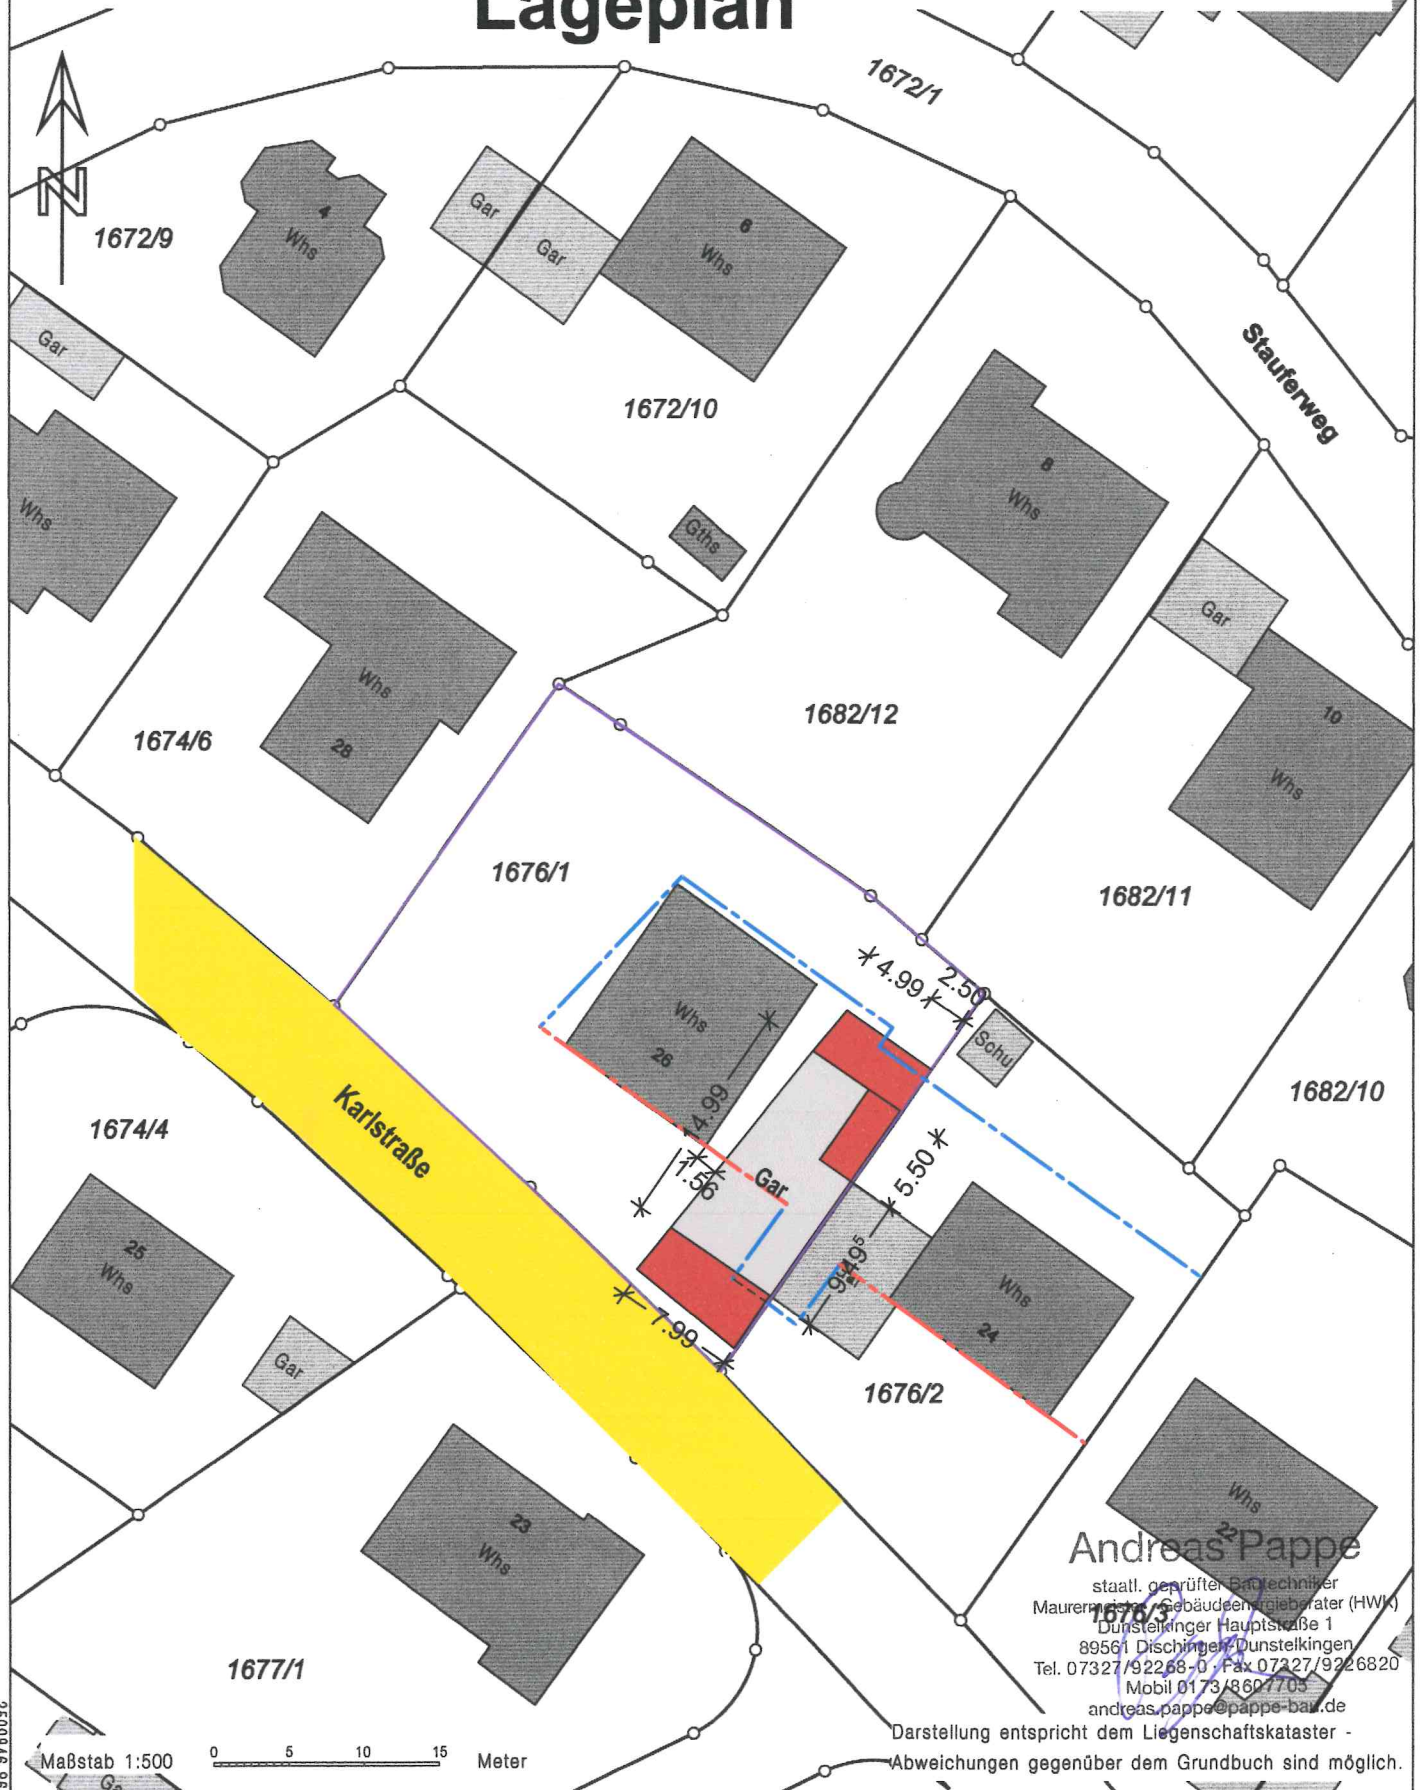 Lageplan
1672/1
N
4
Whs
Gar
Gar
6
Whs
1672/9
Gar
Stauferweg
1672/10
8
Whs
Whs
Gths
Gar
Whs
28
1674/6
1682/12
10
Whs
1676/1
1682/11
4.99
2.50
Whs
26
Schu
1682/10
14.99
Karlstraße
1674/4
5.50
1.56
Gar
25
Whs
9.49⁵
Whs
24
7.99
Gar
1676/2
Whs
22
23
Whs
Andreas Pappe
staatl. geprüfter Bautechniker
Maurermeister · Gebäudeenergieberater (HWK)
1676/3
Dunstelkinger Hauptstraße 1
89561 Dischingen-Dunstelkingen
1677/1
Tel. 07327/92268-0 · Fax 07327/9226820
Mobil 0173/8607703
andreas.pappe@pappe-bau.de
Darstellung entspricht dem Liegenschaftskataster -
Maßstab 1:500
0 5 10 15
Meter
Abweichungen gegenüber dem Grundbuch sind möglich.